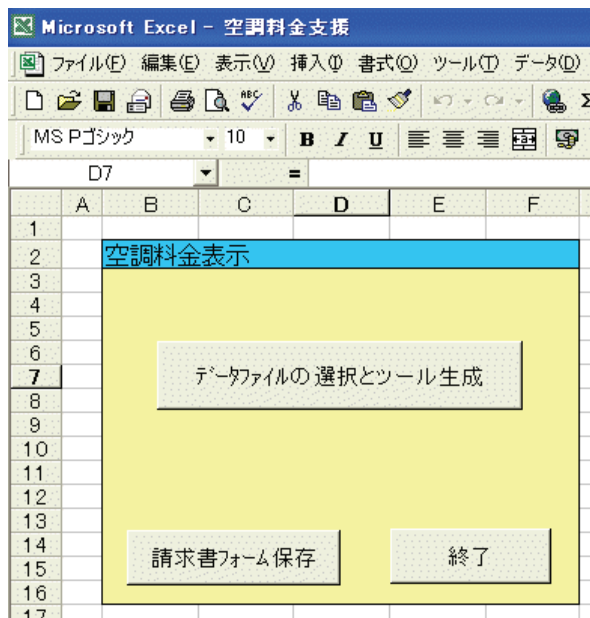 Microsoft Excel - 空調料金支援
ファイル(F) 編集(E) 表示(V) 挿入(I) 書式(O) ツール(T) データ(D)
ABC
MS Pゴシック 10 B I U
D7 =
A B C D E F
1
2 空調料金表示
3
4
5
6
7 データファイルの選択とツール生成
8
9
10
11
12
13
14
15 請求書フォーム保存 終了
16
17